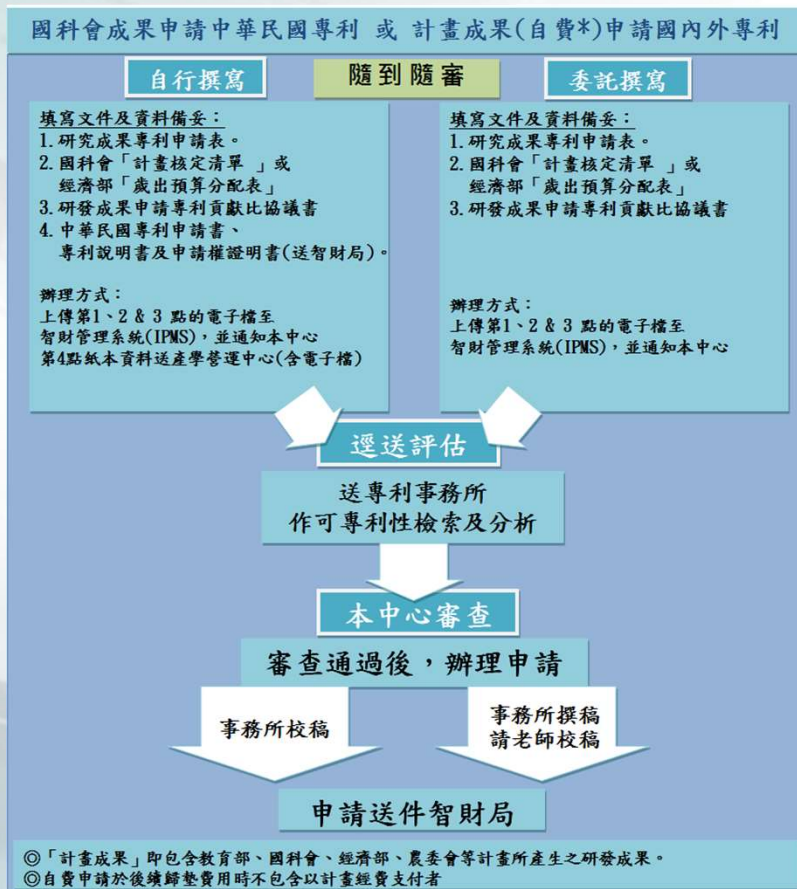 國科會成果申請中華民國專利 或 計畫成果(自費*)申請國內外專利
自行撰寫
隨到隨審
委託撰寫
填寫文件及資料備妥：
1. 研究成果專利申請表。
2. 國科會「計畫核定清單 」或
經濟部「歲出預算分配表」
3. 研發成果申請專利貢獻比協議書
4. 中華民國專利申請書、
專利說明書及申請權證明書(送智財局)。
辦理方式：
上傳第1、2 & 3 點的電子檔至
智財管理系統(IPMS)，並通知本中心
第4點紙本資料送產學營運中心(含電子檔)
填寫文件及資料備妥：
1. 研究成果專利申請表。
2. 國科會「計畫核定清單 」或
經濟部「歲出預算分配表」
3. 研發成果申請專利貢獻比協議書
辦理方式：
上傳第1、2 & 3 點的電子檔至
智財管理系統(IPMS)，並通知本中心
逕送評估
送專利事務所
作可專利性檢索及分析
本中心審查
審查通過後，辦理申請
事務所校稿
事務所撰稿
請老師校稿
申請送件智財局
◎「計畫成果」即包含教育部、國科會、經濟部、農委會等計畫所產生之研發成果。
◎自費申請於後續歸墊費用時不包含以計畫經費支付者